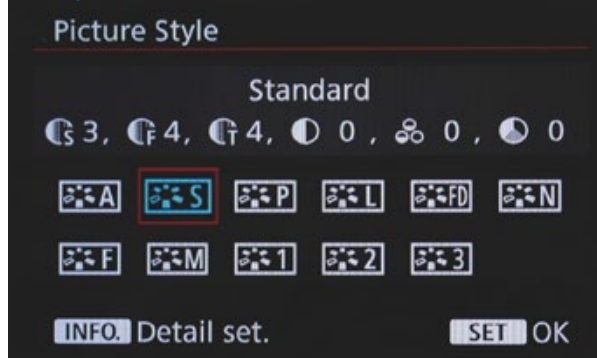 Picture Style
Standard
S 3, F 4, T 4, 0, 0, 0
A S P L FD N
F M 1 2 3
INFO. Detail set. SET OK